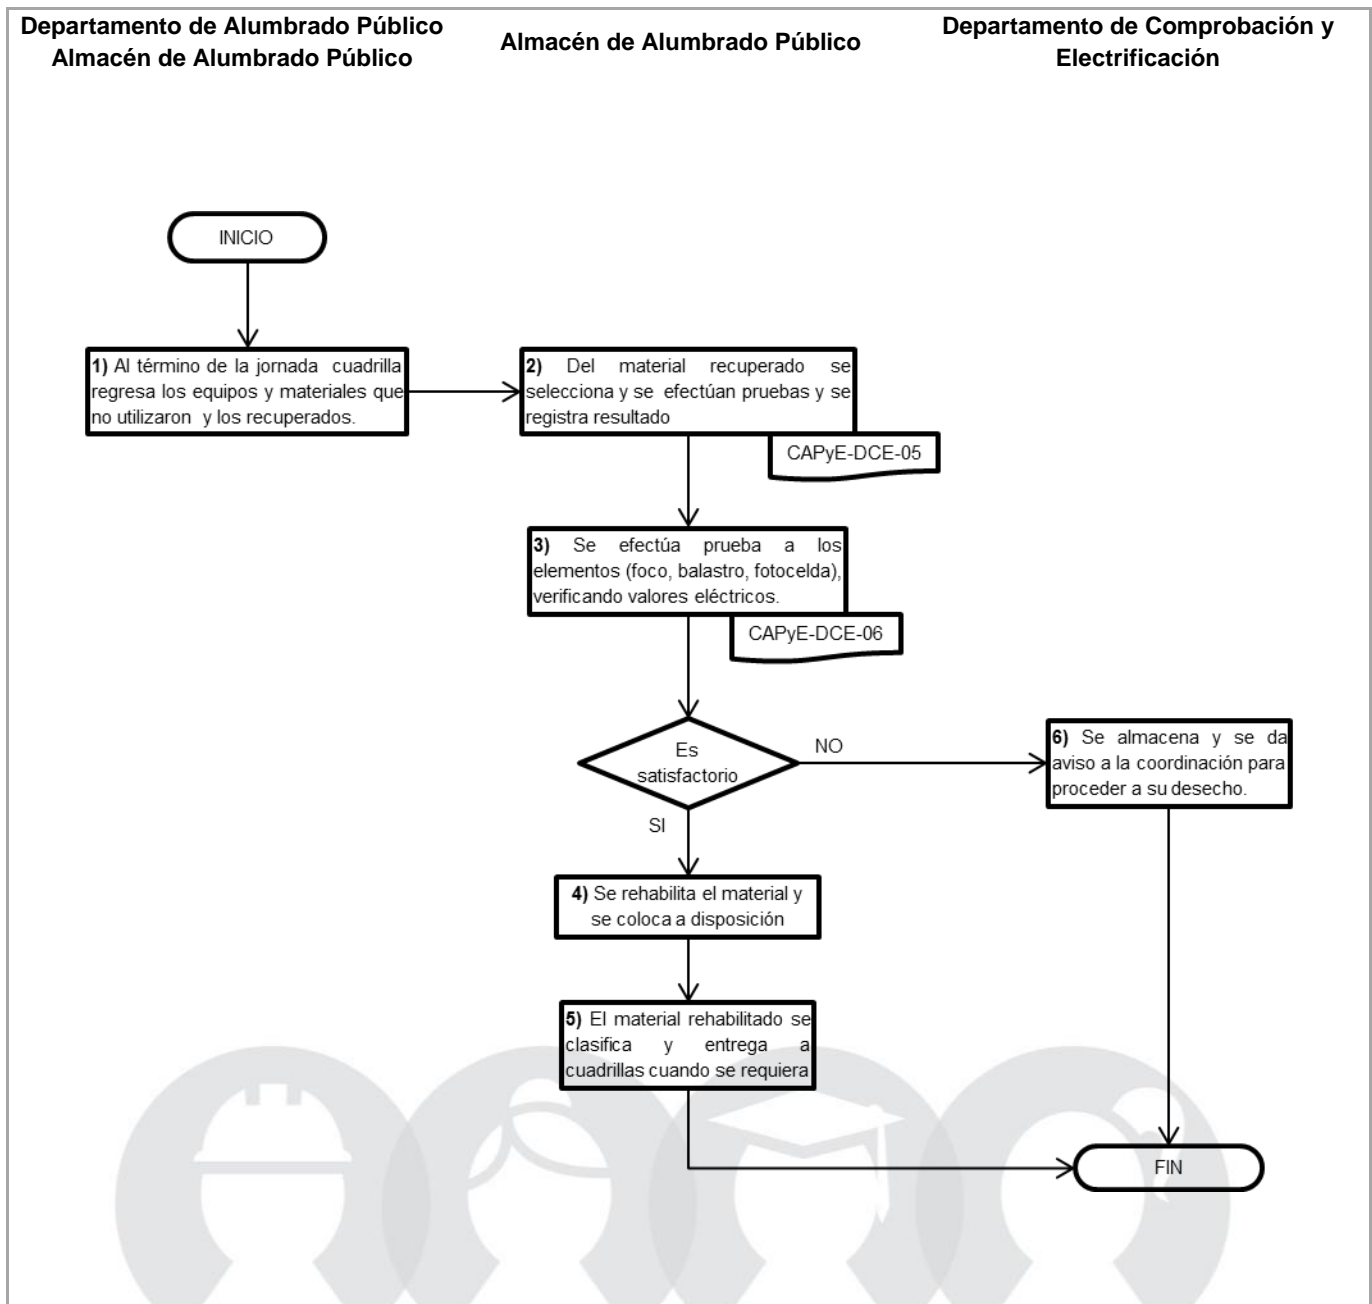 Departamento de Alumbrado Público
Almacén de Alumbrado Público
Almacén de Alumbrado Público
Departamento de Comprobación y
Electrificación
INICIO
1) Al término de la jornada cuadrilla
regresa los equipos y materiales que
no utilizaron y los recuperados.
2) Del material recuperado se
selecciona y se efectúan pruebas y se
registra resultado
CAPyE-DCE-05
3) Se efectúa prueba a los
elementos (foco, balastro, fotocelda),
verificando valores eléctricos.
CAPyE-DCE-06
Es
satisfactorio
NO
6) Se almacena y se da
aviso a la coordinación para
proceder a su desecho.
SI
4) Se rehabilita el material y
se coloca a disposición
5) El material rehabilitado se
clasifica y entrega a
cuadrillas cuando se requiera
FIN